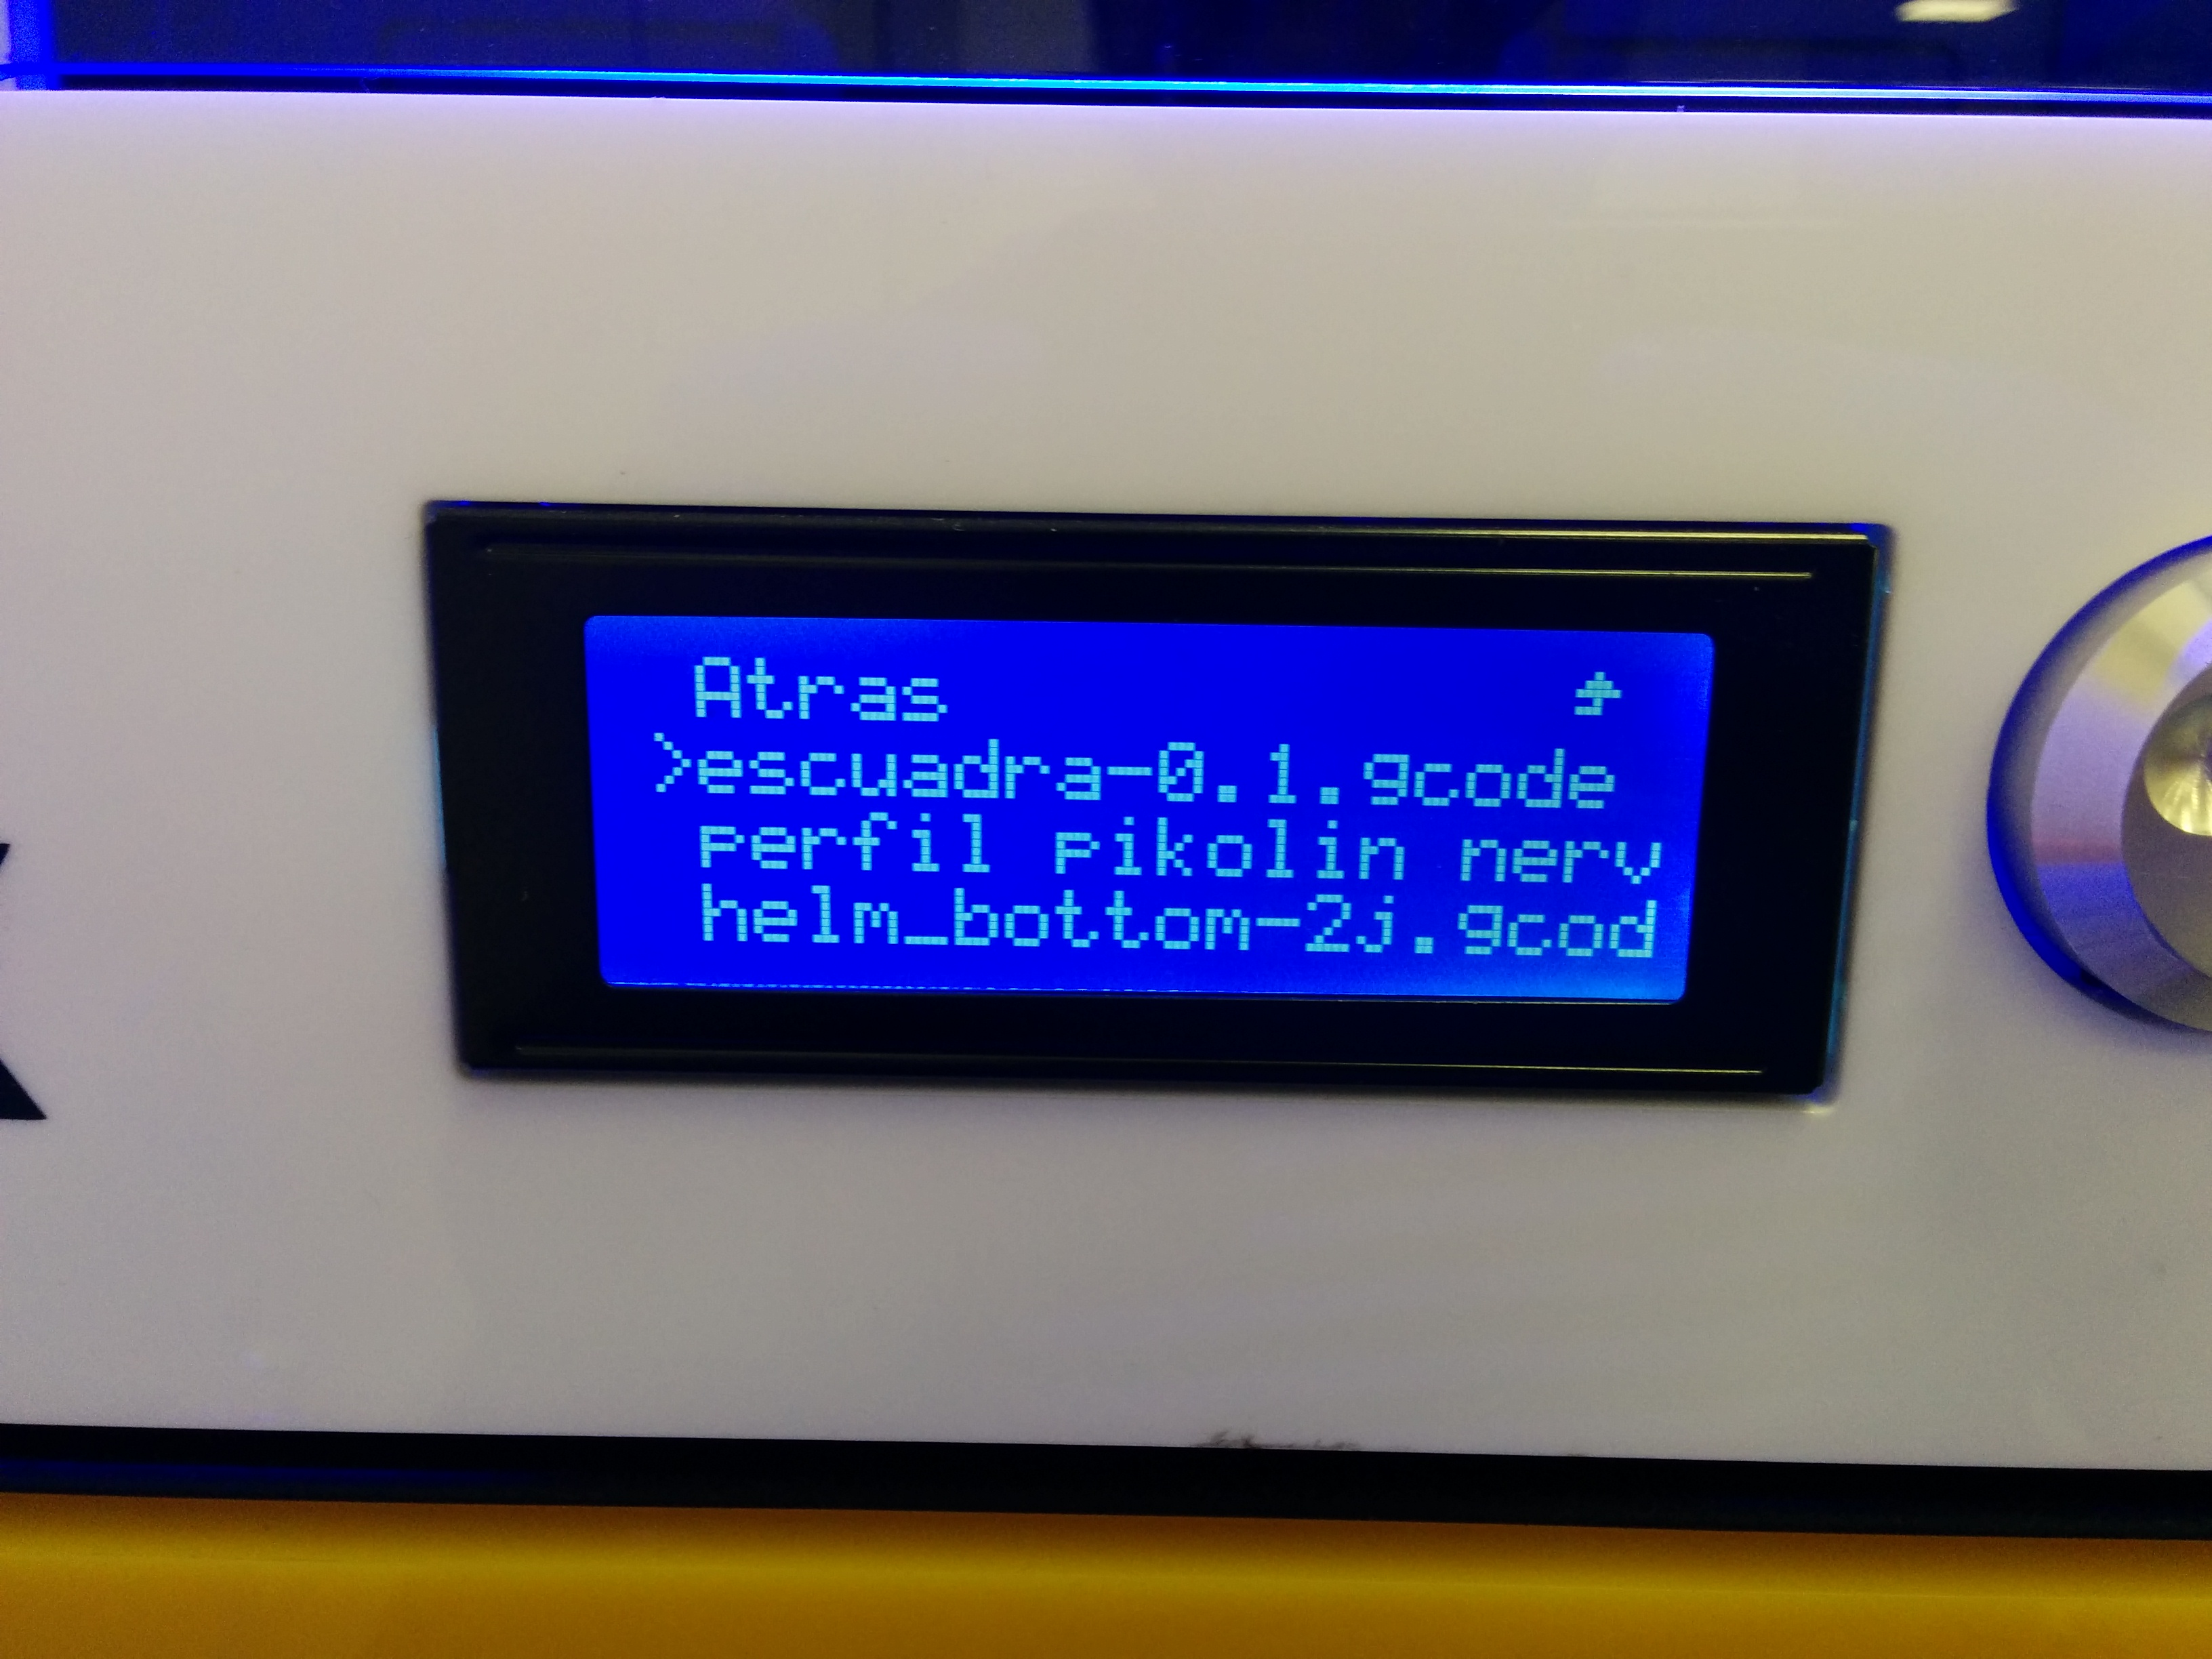 Atras
>escuadra-0.1.gcode
perfil pikolin nerv
helm_bottom-2j.gcod